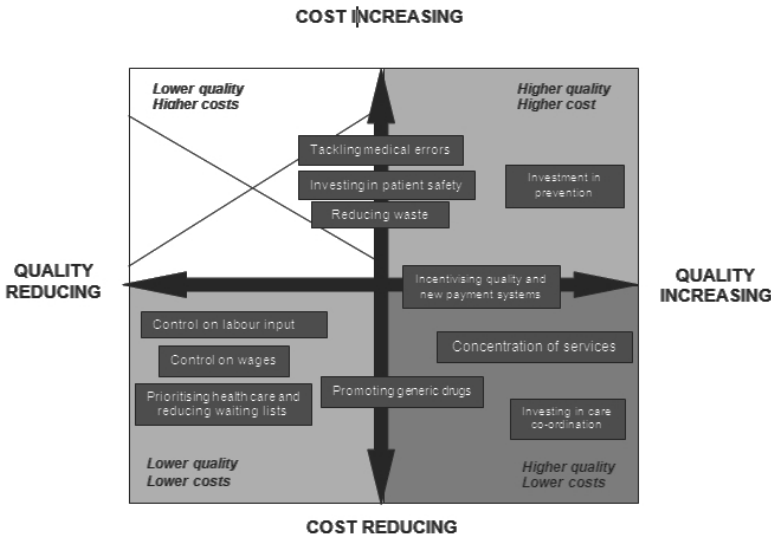 COST INCREASING
Lower quality
Higher costs
Higher quality
Higher cost
Tackling medical errors
Investing in patient safety
Reducing waste
Investment in
prevention
QUALITY
REDUCING
Incentivising quality and
new payment systems
QUALITY
INCREASING
Control on labour input
Control on wages
Prioritising health care and
reducing waiting lists
Concentration of services
Promoting generic drugs
Investing in care
co-ordination
Lower quality
Lower costs
Higher quality
Lower costs
COST REDUCING